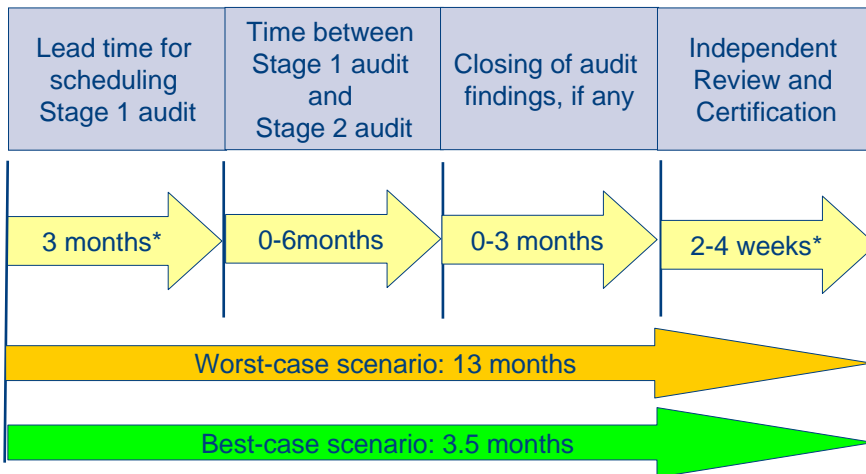 Lead time for
scheduling
Stage 1 audit
Time between
Stage 1 audit
and
Stage 2 audit
Closing of audit
findings, if any
Independent
Review and
Certification
3 months*
0-6months
0-3 months
2-4 weeks*
Worst-case scenario: 13 months
Best-case scenario: 3.5 months